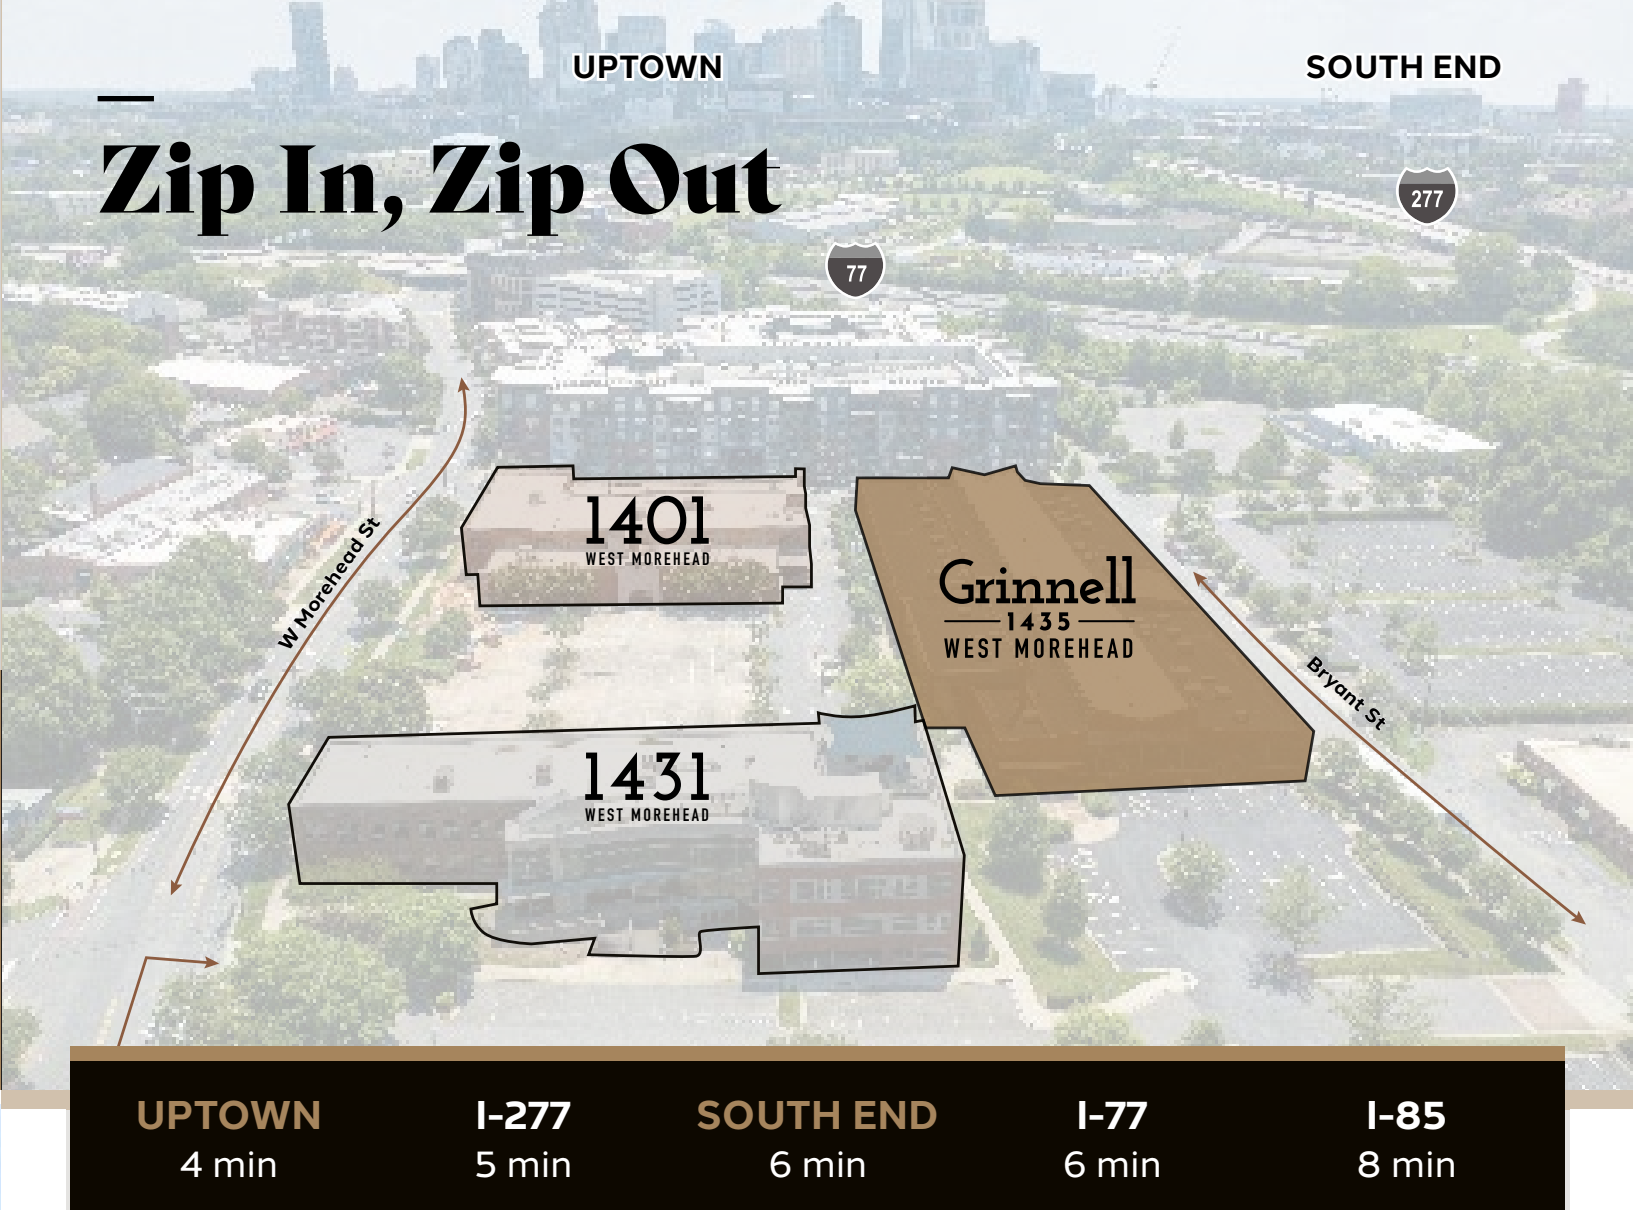 UPTOWN
SOUTH END
Zip In, Zip Out
277
77
W Morehead St
1401
WEST MOREHEAD
Grinnell
1435
WEST MOREHEAD
Bryant St
1431
WEST MOREHEAD
UPTOWN
4 min
I-277
5 min
SOUTH END
6 min
I-77
6 min
I-85
8 min